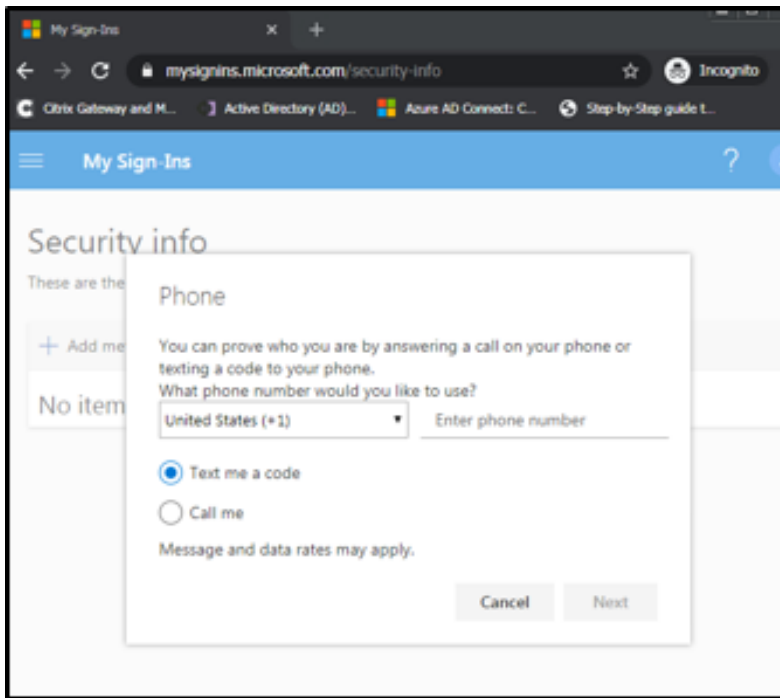 My Sign-Ins
mysignins.microsoft.com/security-info
Incognito
Citrix Gateway and M...
Active Directory (AD)...
Azure AD Connect: C...
Step-by-Step guide t...
My Sign-Ins
?
Security info
These are the
Add me
No item
Phone
You can prove who you are by answering a call on your phone or
texting a code to your phone.
What phone number would you like to use?
United States (+1)
Enter phone number
Text me a code
Call me
Message and data rates may apply.
Cancel
Next